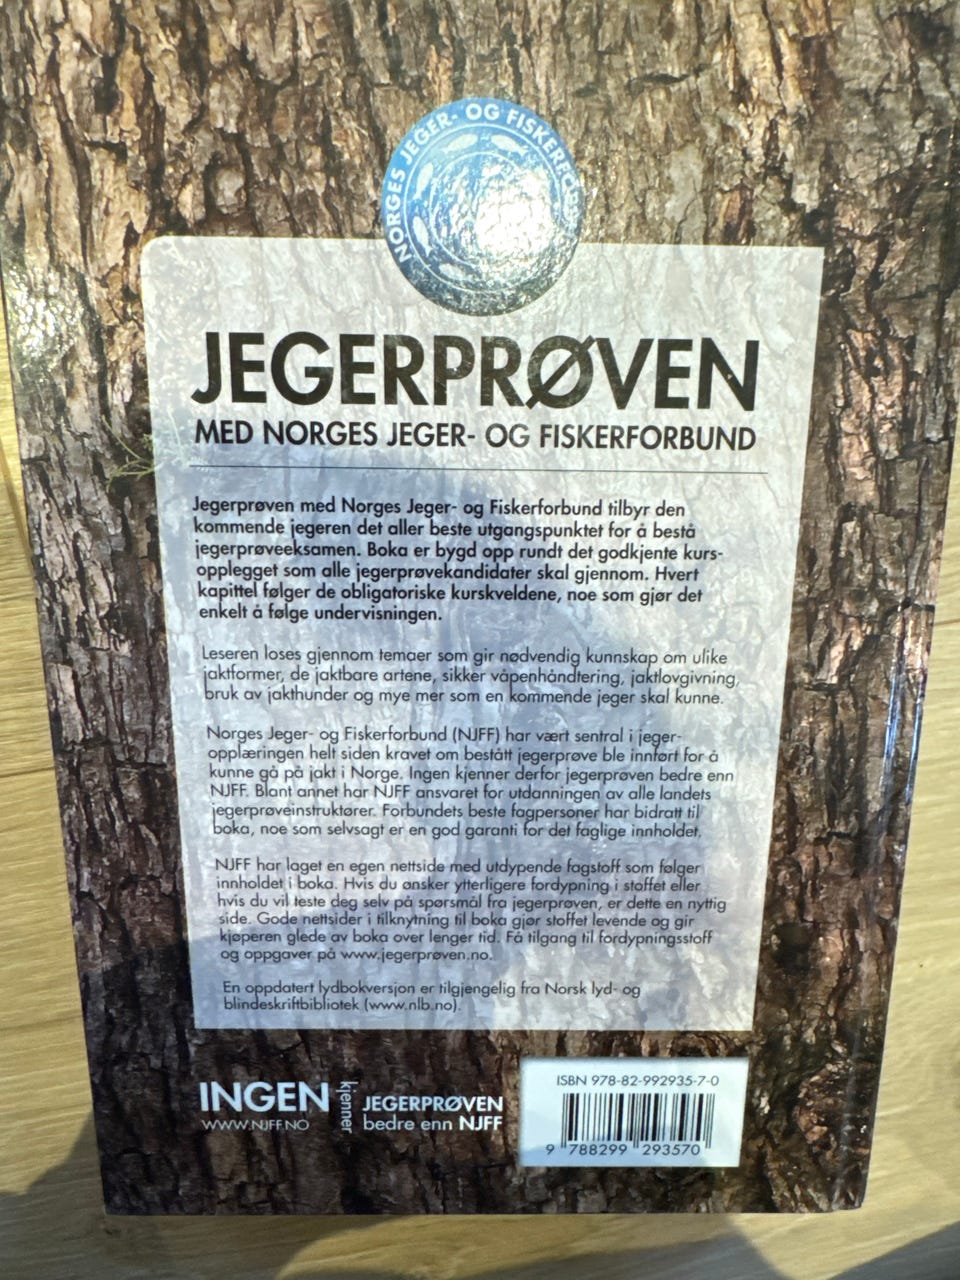 NORGES JEGER- OG FISKERFORBUND
JEGERPRØVEN
MED NORGES JEGER- OG FISKERFORBUND
Jegerprøven med Norges Jeger- og Fiskerforbund tilbyr den
kommende jegeren det aller beste utgangspunktet for å bestå
jegerprøveeksamen. Boka er bygd opp rundt det godkjente kurs-
opplegget som alle jegerprøvekandidater skal gjennom. Hvert
kapittel følger de obligatoriske kurskveldene, noe som gjør det
enkelt å følge undervisningen.
Leseren loses gjennom temaer som gir nødvendig kunnskap om ulike
jaktformer, de jaktbare artene, sikker våpenhåndtering, jaktlovgivning,
bruk av jakthunder og mye mer som en kommende jeger skal kunne.
Norges Jeger- og Fiskerforbund (NJFF) har vært sentral i jeger-
opplæringen helt siden kravet om bestått jegerprøve ble innført for å
kunne gå på jakt i Norge. Ingen kjenner derfor jegerprøven bedre enn
NJFF. Blant annet har NJFF ansvaret for utdanningen av alle landets
jegerprøveinstruktører. Forbundets beste fagpersoner har bidratt til
boka, noe som selvsagt er en god garanti for det faglige innholdet.
NJFF har laget en egen nettside med utdypende fagstoff som følger
innholdet i boka. Hvis du ønsker ytterligere fordypning i stoffet eller
hvis du vil teste deg selv på spørsmål fra jegerprøven, er dette en nyttig
side. Gode nettsider i tilknytning til boka gjør stoffet levende og gir
kjøperen glede av boka over lenger tid. Få tilgang til fordypningsstoff
og oppgaver på www.jegerprøven.no.
En oppdatert lydbokversjon er tilgjengelig fra Norsk lyd- og
blindeskriftbibliotek (www.nlb.no).
INGEN kjenner JEGERPRØVEN
WWW.NJFF.NO bedre enn NJFF
ISBN 978-82-992935-7-0
9 788299 293570